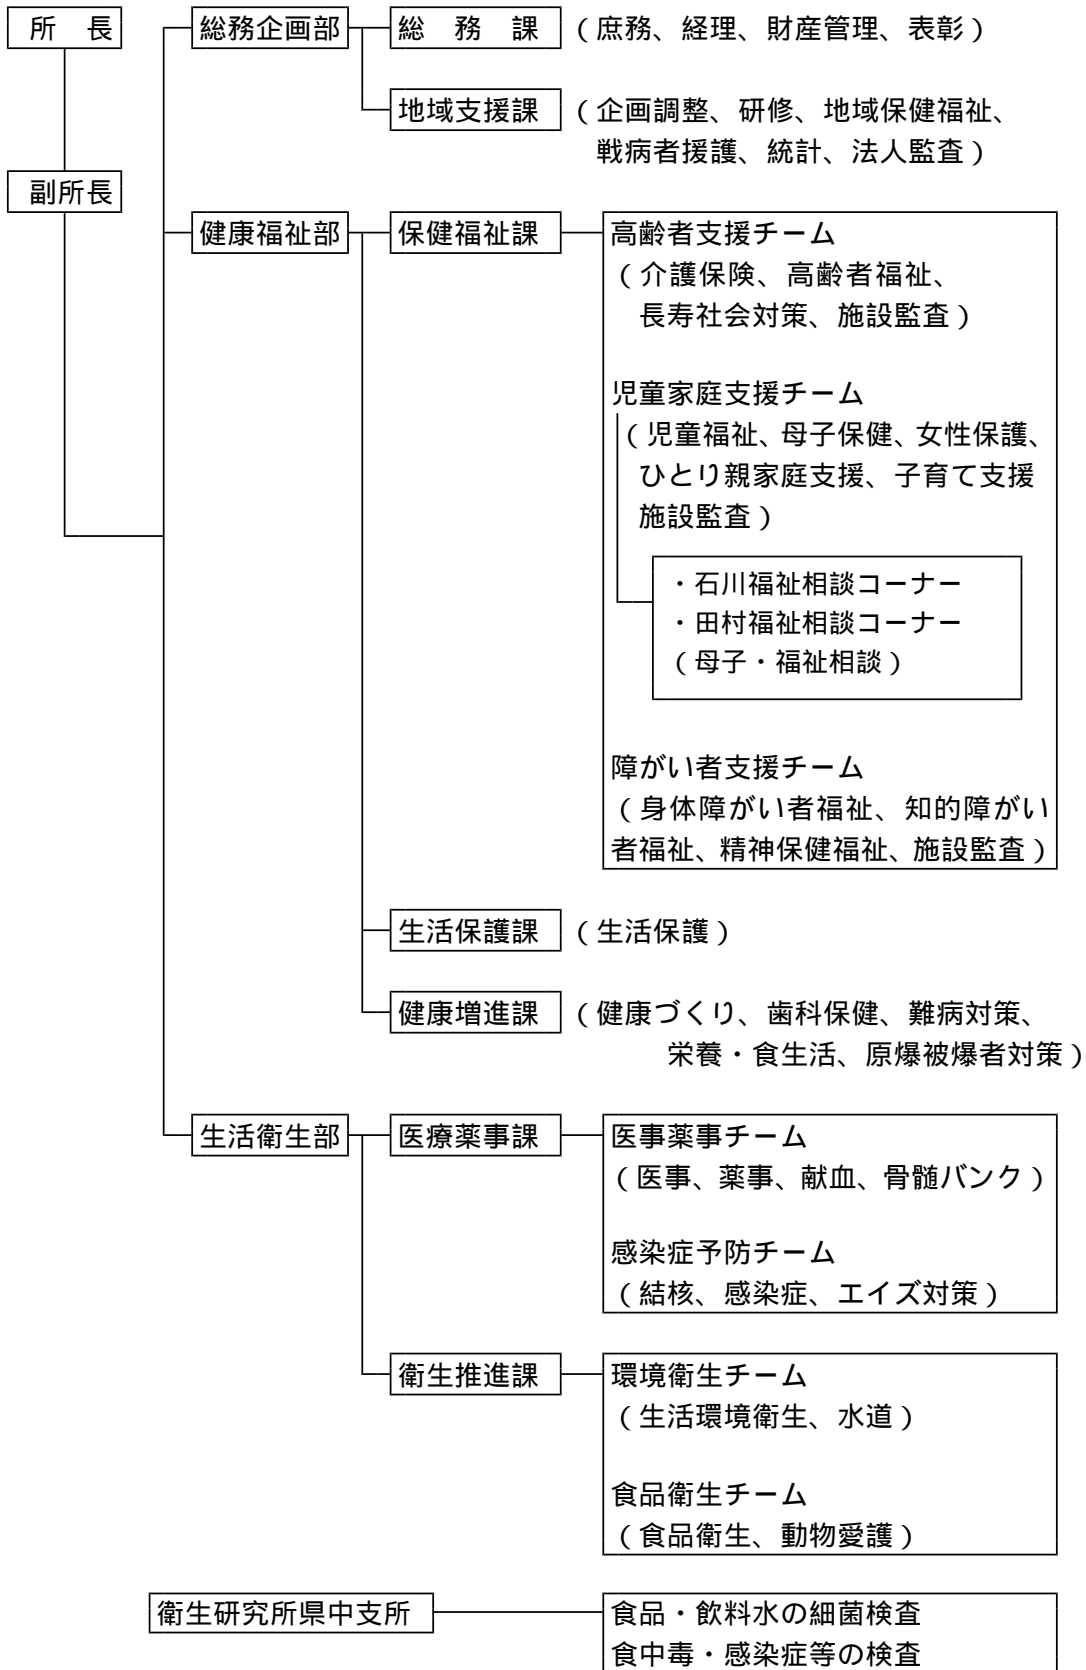 所　長
総務企画部
総　務　課
（庶務、経理、財産管理、表彰）
地域支援課
（企画調整、研修、地域保健福祉、
戦病者援護、統計、法人監査）
副所長
健康福祉部
保健福祉課
高齢者支援チーム
（介護保険、高齢者福祉、
長寿社会対策、施設監査）
児童家庭支援チーム
（児童福祉、母子保健、女性保護、
ひとり親家庭支援、子育て支援
施設監査）
・石川福祉相談コーナー
・田村福祉相談コーナー
（母子・福祉相談）
障がい者支援チーム
（身体障がい者福祉、知的障がい
者福祉、精神保健福祉、施設監査）
生活保護課
（生活保護）
健康増進課
（健康づくり、歯科保健、難病対策、
栄養・食生活、原爆被爆者対策）
生活衛生部
医療薬事課
医事薬事チーム
（医事、薬事、献血、骨髄バンク）
感染症予防チーム
（結核、感染症、エイズ対策）
衛生推進課
環境衛生チーム
（生活環境衛生、水道）
食品衛生チーム
（食品衛生、動物愛護）
衛生研究所県中支所
食品・飲料水の細菌検査
食中毒・感染症等の検査